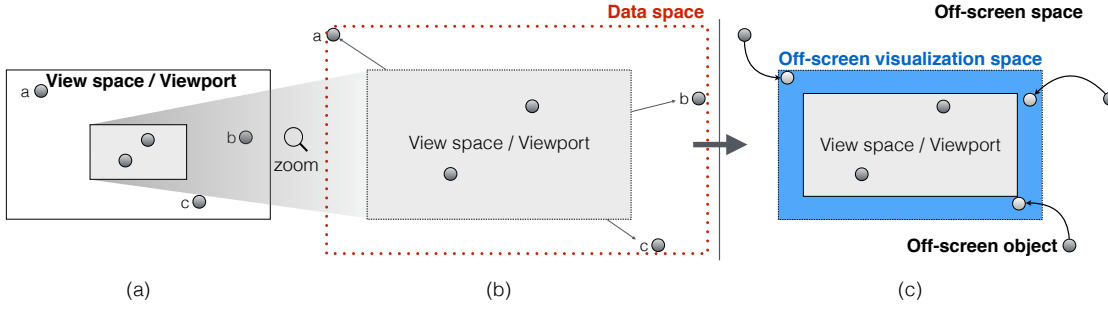 Data space
Off-screen space
a
View space / Viewport
Off-screen visualization space
a
b
b
zoom
View space / Viewport
View space / Viewport
c
c
Off-screen object
(a)
(b)
(c)